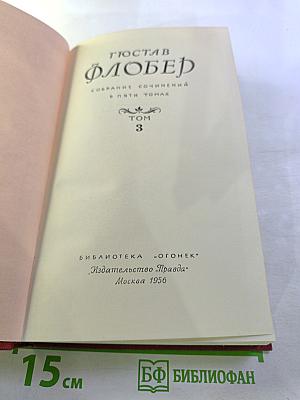 ГЮСТАВ
ФЛОБЕР
СОБРАНИЕ СОЧИНЕНИЙ
В ПЯТИ ТОМАХ
ТОМ
3
БИБЛИОТЕКА „ОГОНЕК"
„Издательство Правда"
Москва 1956
15 см
БФ БИБЛИОФАН